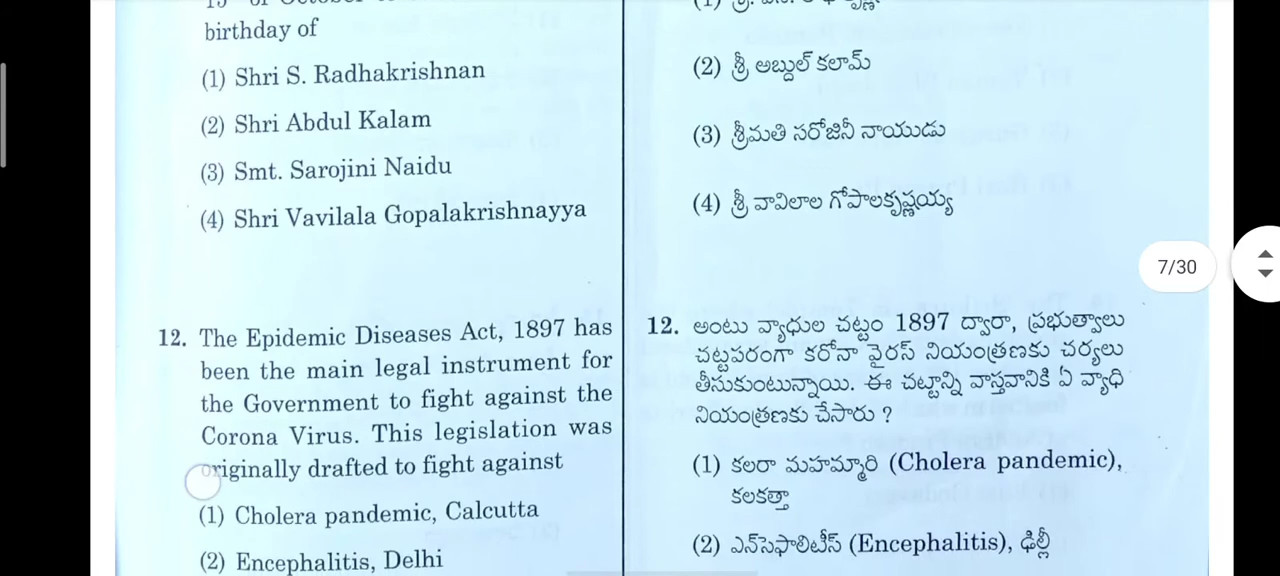 birthday of
(1) Shri S. Radhakrishnan
(2) Shri Abdul Kalam
(3) Smt. Sarojini Naidu
(4) Shri Vavilala Gopalakrishnayya
12. The Epidemic Diseases Act, 1897 has
been the main legal instrument for
the Government to fight against the
Corona Virus. This legislation was
originally drafted to fight against
(1) Cholera pandemic, Calcutta
(2) Encephalitis, Delhi
(2) శ్రీ అబ్దుల్ కలామ్
(3) శ్రీమతి సరోజినీ నాయుడు
(4) శ్రీ వావిలాల గోపాలకృష్ణయ్య
12. అంటు వ్యాధుల చట్టం 1897 ద్వారా, ప్రభుత్వాలు
చట్టపరంగా కరోనా వైరస్ నియంత్రణకు చర్యలు
తీసుకుంటున్నాయి. ఈ చట్టాన్ని వాస్తవానికి ఏ వ్యాధి
నియంత్రణకు చేసారు ?
(1) కలరా మహమ్మారి (Cholera pandemic),
కలకత్తా
(2) ఎన్‌సెఫాలిటీస్ (Encephalitis), ఢిల్లీ
7/30